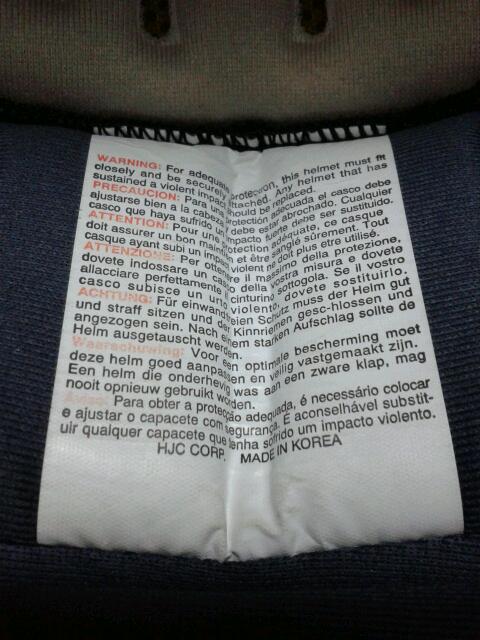 WARNING: For adequate protection, this helmet must fit
closely and be securely attached. Any helmet that has
sustained a violent impact should be replaced.
PRECAUCION: Para una protección adecuada el casco debe
ajustarse bien a la cabeza debe estar abrochado. Cualquier
casco que haya sufrido un impacto fuerte debe ser sustituido.
ATTENTION: Pour une protection adéquate, ce casque
doit assurer un bon maintien et être sanglé sûrement. Tout
casque ayant subi un impact violent ne doit plus etre utilisé.
ATTENZIONE: Per ottenere il massimo della protezione,
dovete indossare un casco della vostra misura e dovete
allacciare perfettamente cinturino sottogola. Se il vostro
casco subisce un urto violento, dovete sostituirlo.
ACHTUNG: Für einwandfreien Schutz muss der Helm gut
und straff sitzen und der Kinnriemen gesc-hlossen und
angezogen sein. Nach einem starken Aufschlag sollte de
Helm ausgetauscht werden.
Waarschuwing: Voor een optimale bescherming moet
deze helm goed aanpassen en veilig vastgemaakt zijn.
Een helm die onderhevig was aan een zware klap, mag
nooit opnieuw gebruikt worden.
Aviso: Para obter a protecção adequada, é necessário colocar
e ajustar o capacete com segurança. É aconselhável substit-
uir qualquer capacete que tenha sofrido um impacto violento.
HJC CORP. MADE IN KOREA